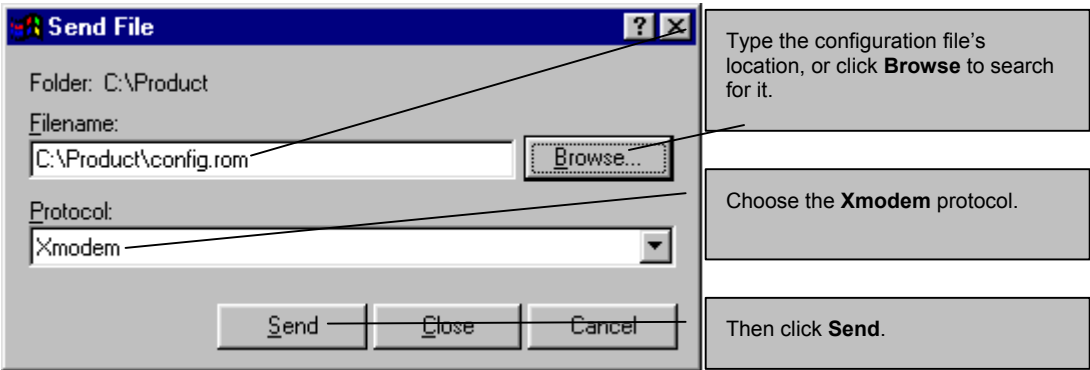 Send File
Folder: C:\Product
Filename:
C:\Product\config.rom
Browse...
Protocol:
Xmodem
Send
Close
Cancel
Type the configuration file's
location, or click Browse to search
for it.
Choose the Xmodem protocol.
Then click Send.